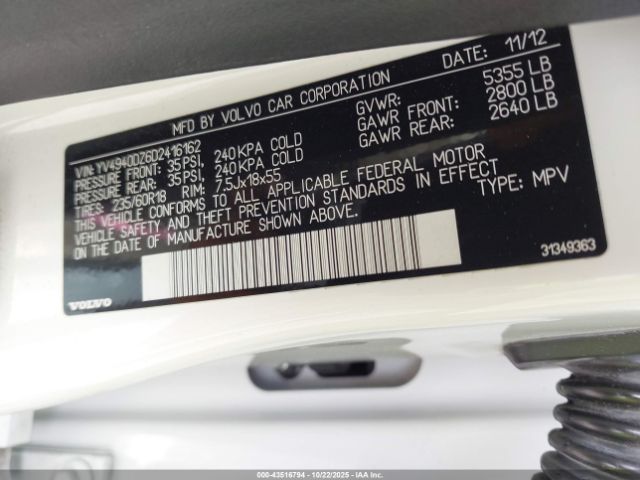 MFD BY VOLVO CAR CORPORATION DATE: 11/12
GVWR: 5355 LB
GAWR FRONT: 2800 LB
GAWR REAR: 2640 LB
VIN: YV4940DZ6D2416162
PRESSURE FRONT: 35PSI, 240KPA COLD
PRESSURE REAR: 35PSI, 240KPA COLD
TIRES: 235/60R18 RIM: 7.5Jx18x55
THIS VEHICLE CONFORMS TO ALL APPLICABLE FEDERAL MOTOR
VEHICLE SAFETY AND THEFT PREVENTION STANDARDS IN EFFECT
ON THE DATE OF MANUFACTURE SHOWN ABOVE. TYPE: MPV
31349363
VOLVO
000-43516794 - 10/22/2025 - IAA Inc.